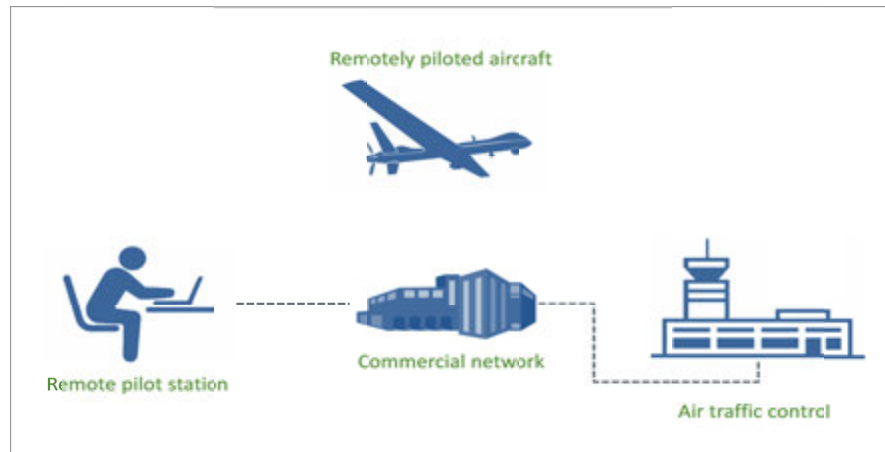 Remotely piloted aircraft
Commercial network
Remote pilot station
Air traffic control